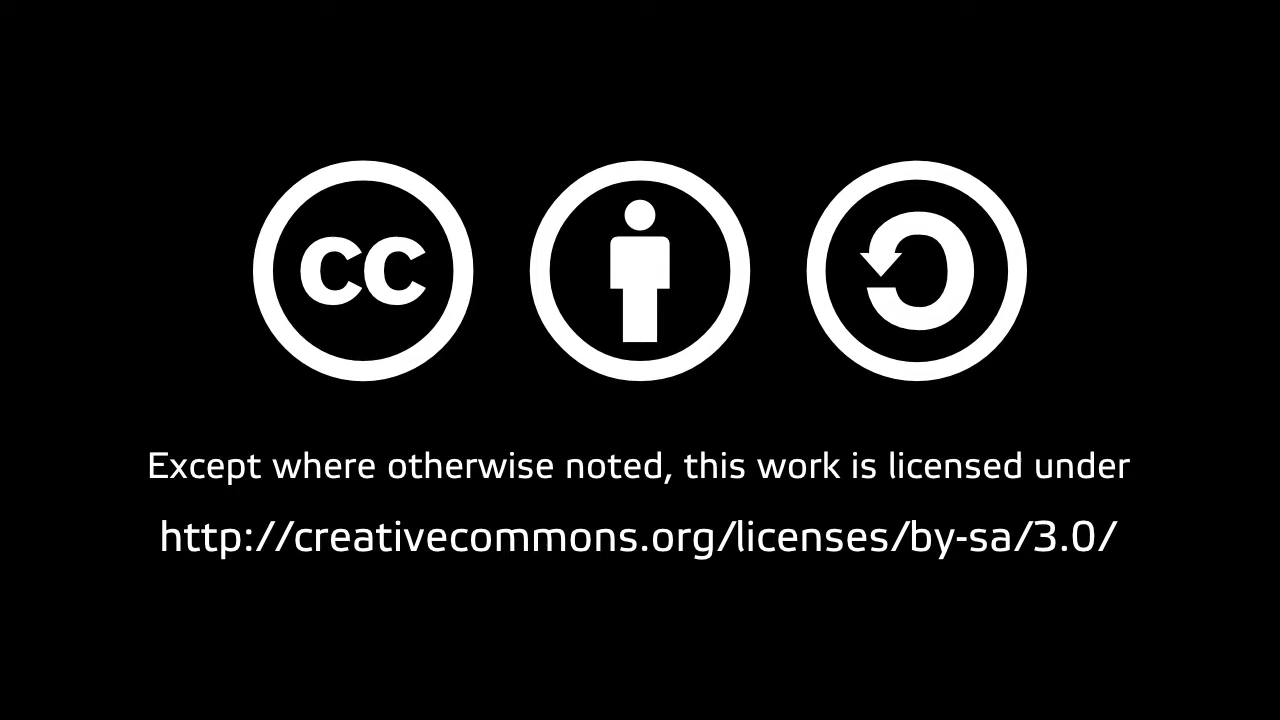 cc
Except where otherwise noted, this work is licensed under
http://creativecommons.org/licenses/by-sa/3.0/